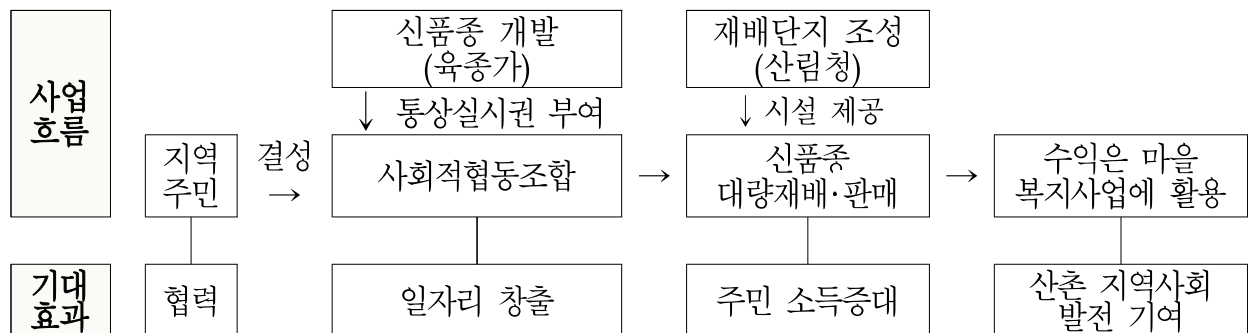 신품종 개발
(육종가)
재배단지 조성
(산림청)
사업
흐름
↓ 통상실시권 부여
↓ 시설 제공
지역
주민
결성
→
사회적협동조합
→
신품종
대량재배·판매
→
수익은 마을
복지사업에 활용
기대
효과
협력
일자리 창출
주민 소득증대
산촌 지역사회
발전 기여